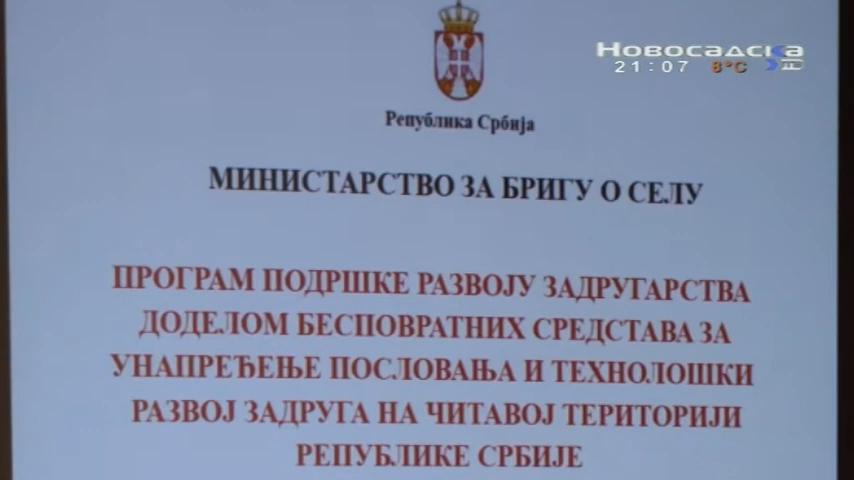 Новосадска
21:07 8°C
Република Србија
МИНИСТАРСТВО ЗА БРИГУ О СЕЛУ
ПРОГРАМ ПОДРШКЕ РАЗВОЈУ ЗАДРУГАРСТВА
ДОДЕЛОМ БЕСПОВРАТНИХ СРЕДСТАВА ЗА
УНАПРЕЂЕЊЕ ПОСЛОВАЊА И ТЕХНОЛОШКИ
РАЗВОЈ ЗАДРУГА НА ЧИТАВОЈ ТЕРИТОРИЈИ
РЕПУБЛИКЕ СРБИЈЕ